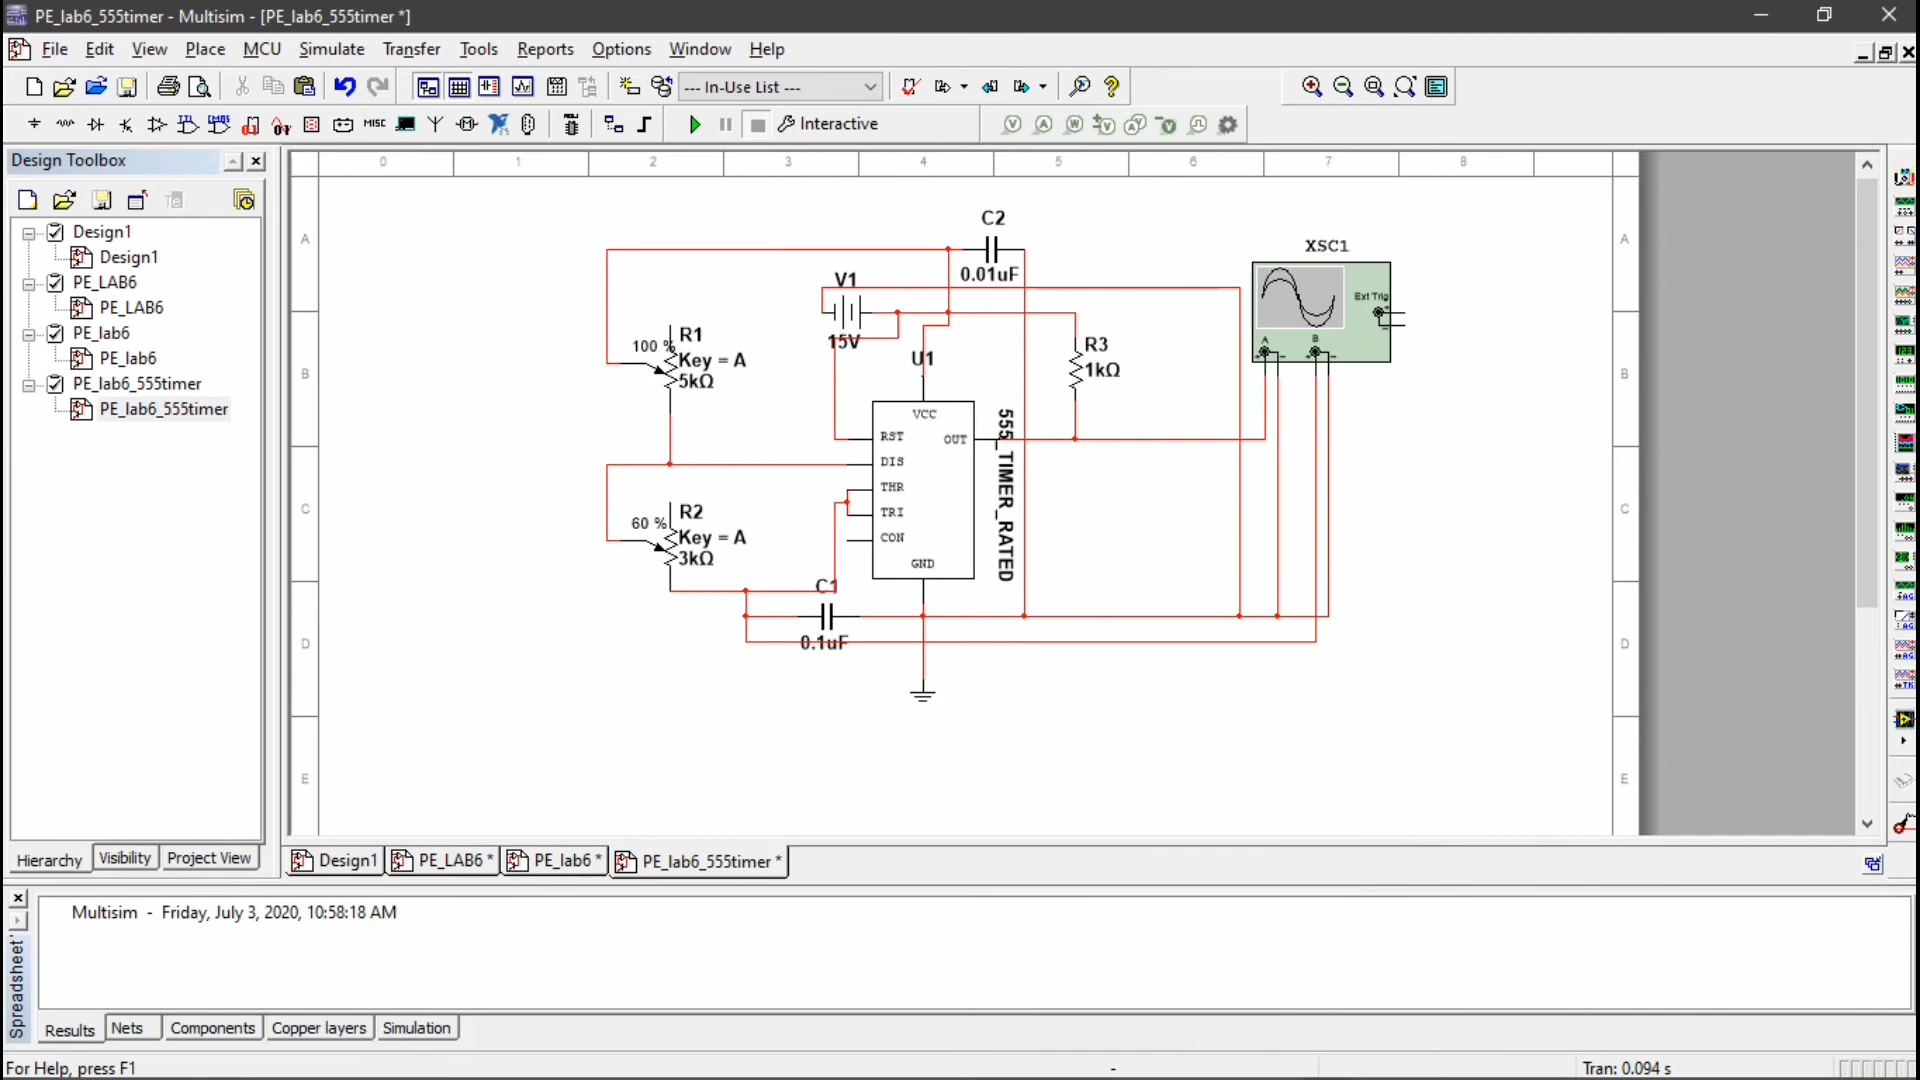 PE_lab6_555timer - Multisim - [PE_lab6_555timer *]
File Edit View Place MCU Simulate Transfer Tools Reports Options Window Help
--- In-Use List ---
MISC
Interactive
Design Toolbox
Design1
Design1
PE_LAB6
PE_LAB6
PE_lab6
PE_lab6
PE_lab6_555timer
PE_lab6_555timer
Hierarchy Visibility Project View
0 1 2 3 4 5 6 7 8
A
B
C
D
E
A
B
C
D
E
C2
0.01uF
V1
15V
R1
100 %
Key = A
5kΩ
U1
R3
1kΩ
XSC1
Ext Trig
A B
VCC
RST
OUT
DIS
THR
TRI
CON
GND
555_TIMER_RATED
R2
60 %
Key = A
3kΩ
C1
0.1uF
Design1 PE_LAB6 * PE_lab6 * PE_lab6_555timer *
Multisim - Friday, July 3, 2020, 10:58:18 AM
Spreadsheet
Results Nets Components Copper layers Simulation
For Help, press F1
-
Tran: 0.094 s